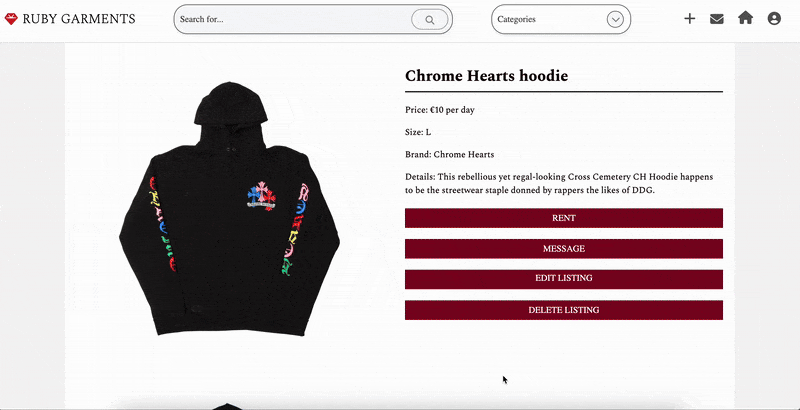 RUBY GARMENTS
Search for...
Categories
Chrome Hearts hoodie
Price: €10 per day
Size: L
Brand: Chrome Hearts
Details: This rebellious yet regal-looking Cross Cemetery CH Hoodie happens
to be the streetwear staple donned by rappers the likes of DDG.
RENT
MESSAGE
EDIT LISTING
DELETE LISTING